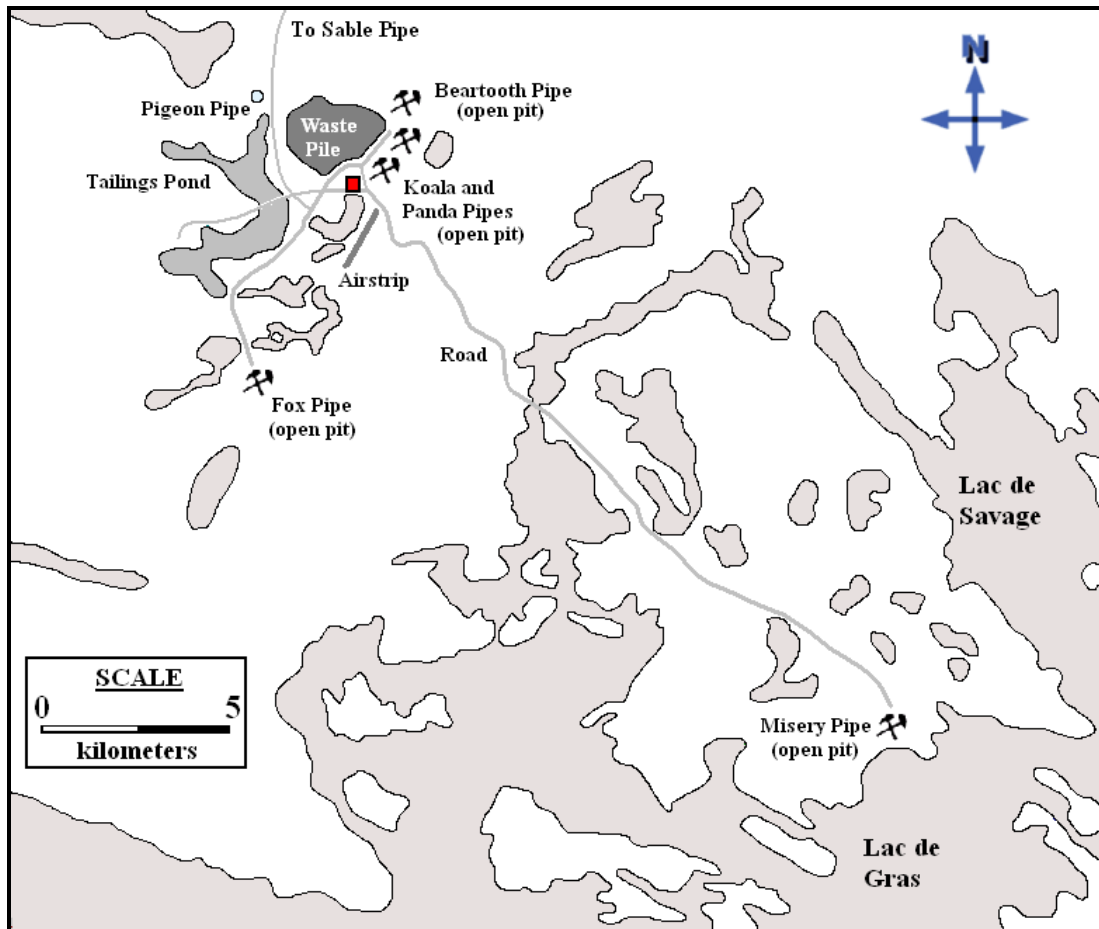 To Sable Pipe
N
Beartooth Pipe
(open pit)
Pigeon Pipe
Waste
Pile
Tailings Pond
Koala and
Panda Pipes
(open pit)
Airstrip
Road
Fox Pipe
(open pit)
Lac de
Savage
SCALE
0 5
kilometers
Misery Pipe
(open pit)
Lac de
Gras